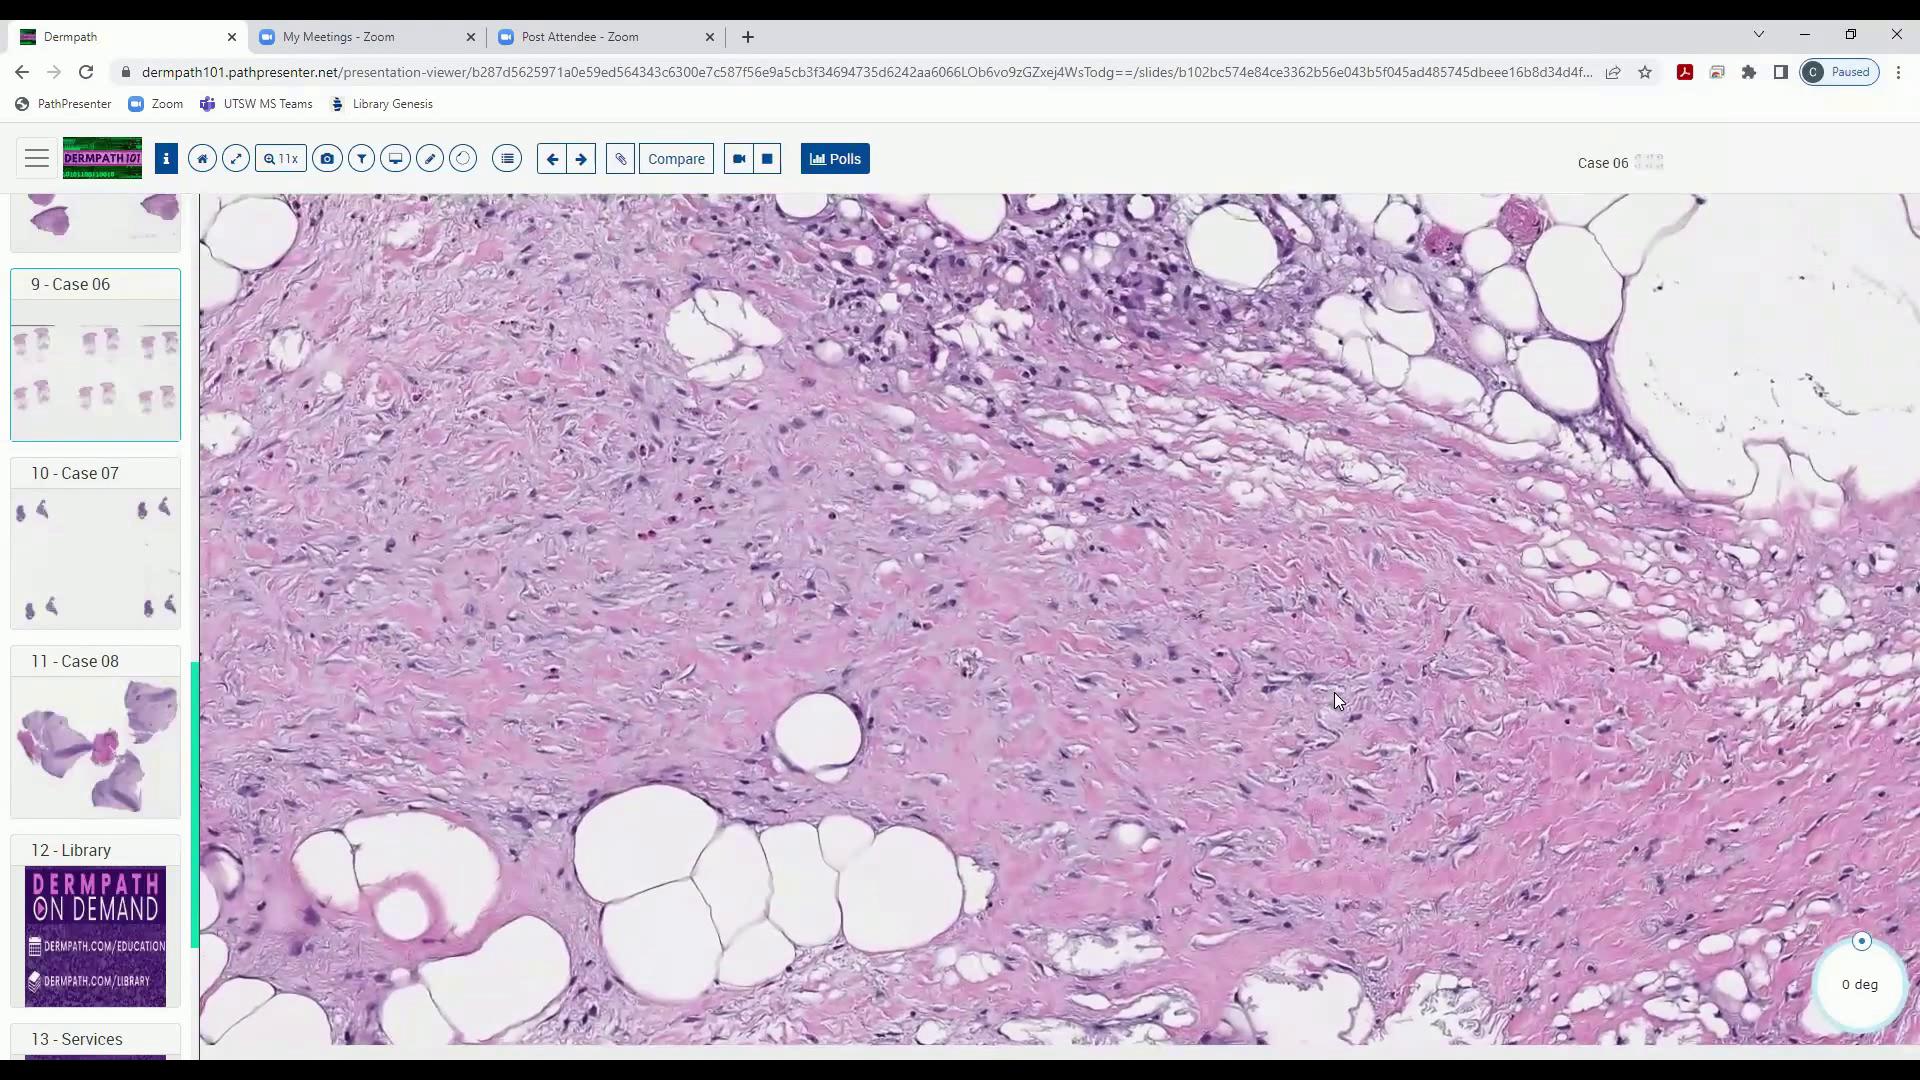 Dermpath
My Meetings - Zoom
Post Attendee - Zoom
dermpath101.pathpresenter.net/presentation-viewer/b287d5625971a0e59ed564343c6300e7c587f56e9a5cb3f34694735d6242aa6066LOb6vo9zGZxej4WsTodg==/slides/b102bc574e84ce3362b56e043b5f045ad485745dbeee16b8d34d4f...
C Paused
PathPresenter
Zoom
UTSW MS Teams
Library Genesis
DERMPATH 101
i
11x
Compare
Polls
Case 06
9 - Case 06
10 - Case 07
11 - Case 08
12 - Library
DERMPATH
ON DEMAND
DERMPATH.COM/EDUCATION
DERMPATH.COM/LIBRARY
13 - Services
0 deg